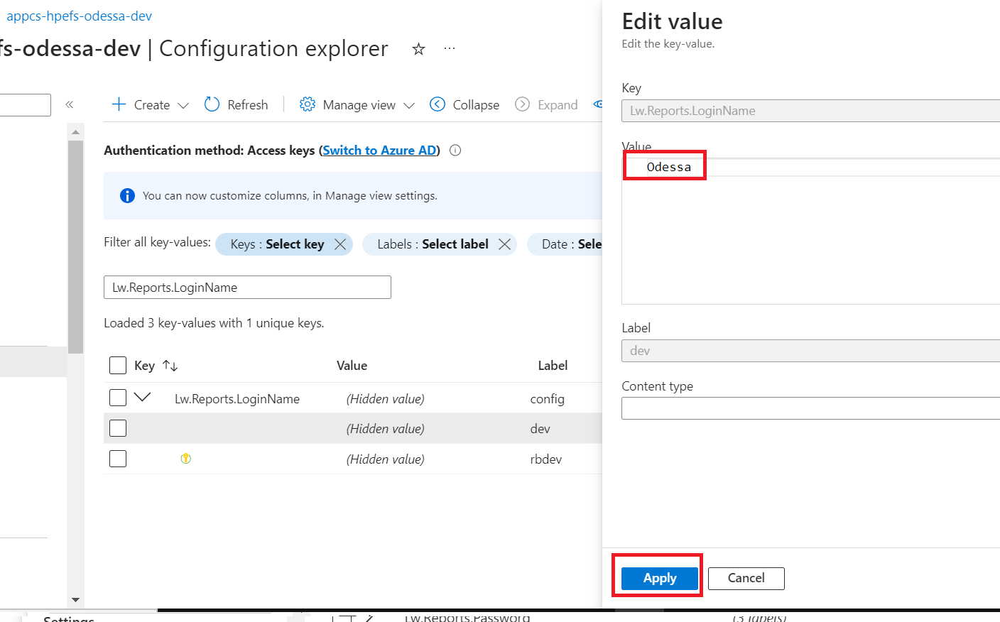 appcs-hpefs-odessa-dev
fs-odessa-dev | Configuration explorer
Create
Refresh
Manage view
Collapse
Expand
Authentication method: Access keys (Switch to Azure AD)
You can now customize columns, in Manage view settings.
Filter all key-values:
Keys : Select key
Labels : Select label
Date : Sele
Lw.Reports.LoginName
Loaded 3 key-values with 1 unique keys.
Key Value Label
Lw.Reports.LoginName (Hidden value) config
(Hidden value) dev
(Hidden value) rbdev
Edit value
Edit the key-value.
Key
Lw.Reports.LoginName
Value
Odessa
Label
dev
Content type
Apply
Cancel
Settings
Lw.Reports.Password
(3 labels)